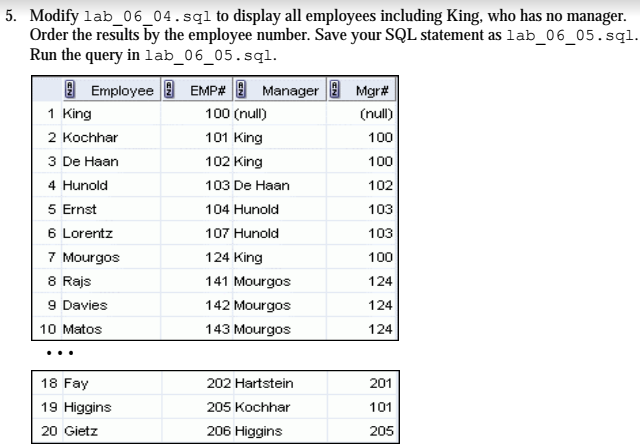 5. Modify lab_06_04.sql to display all employees including King, who has no manager.
Order the results by the employee number. Save your SQL statement as lab_06_05.sql.
Run the query in lab_06_05.sql.
Employee EMP# Manager Mgr#
1 King 100 (null) (null)
2 Kochhar 101 King 100
3 De Haan 102 King 100
4 Hunold 103 De Haan 102
5 Ernst 104 Hunold 103
6 Lorentz 107 Hunold 103
7 Mourgos 124 King 100
8 Rajs 141 Mourgos 124
9 Davies 142 Mourgos 124
10 Matos 143 Mourgos 124
...
18 Fay 202 Hartstein 201
19 Higgins 205 Kochhar 101
20 Gietz 206 Higgins 205